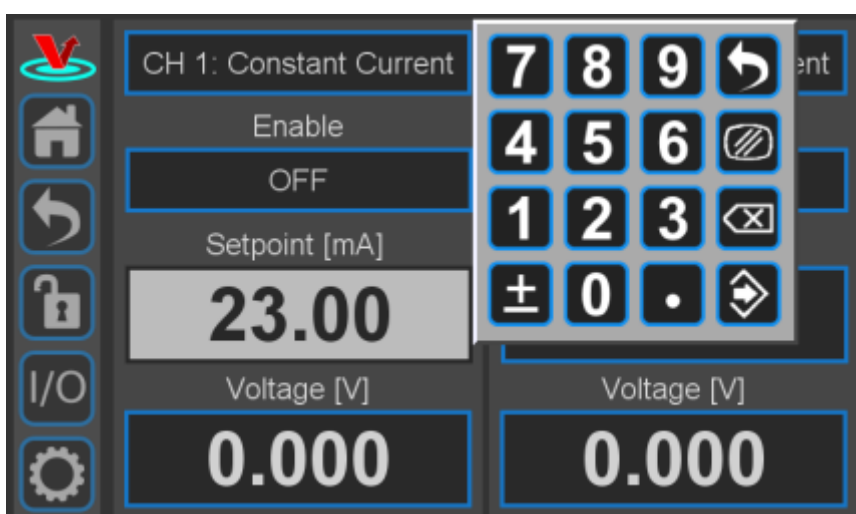 CH 1: Constant Current
ent
Enable
OFF
Setpoint [mA]
23.00
Voltage [V]
0.000
Voltage [V]
0.000
7 8 9
4 5 6
1 2 3
± 0 .
I/O